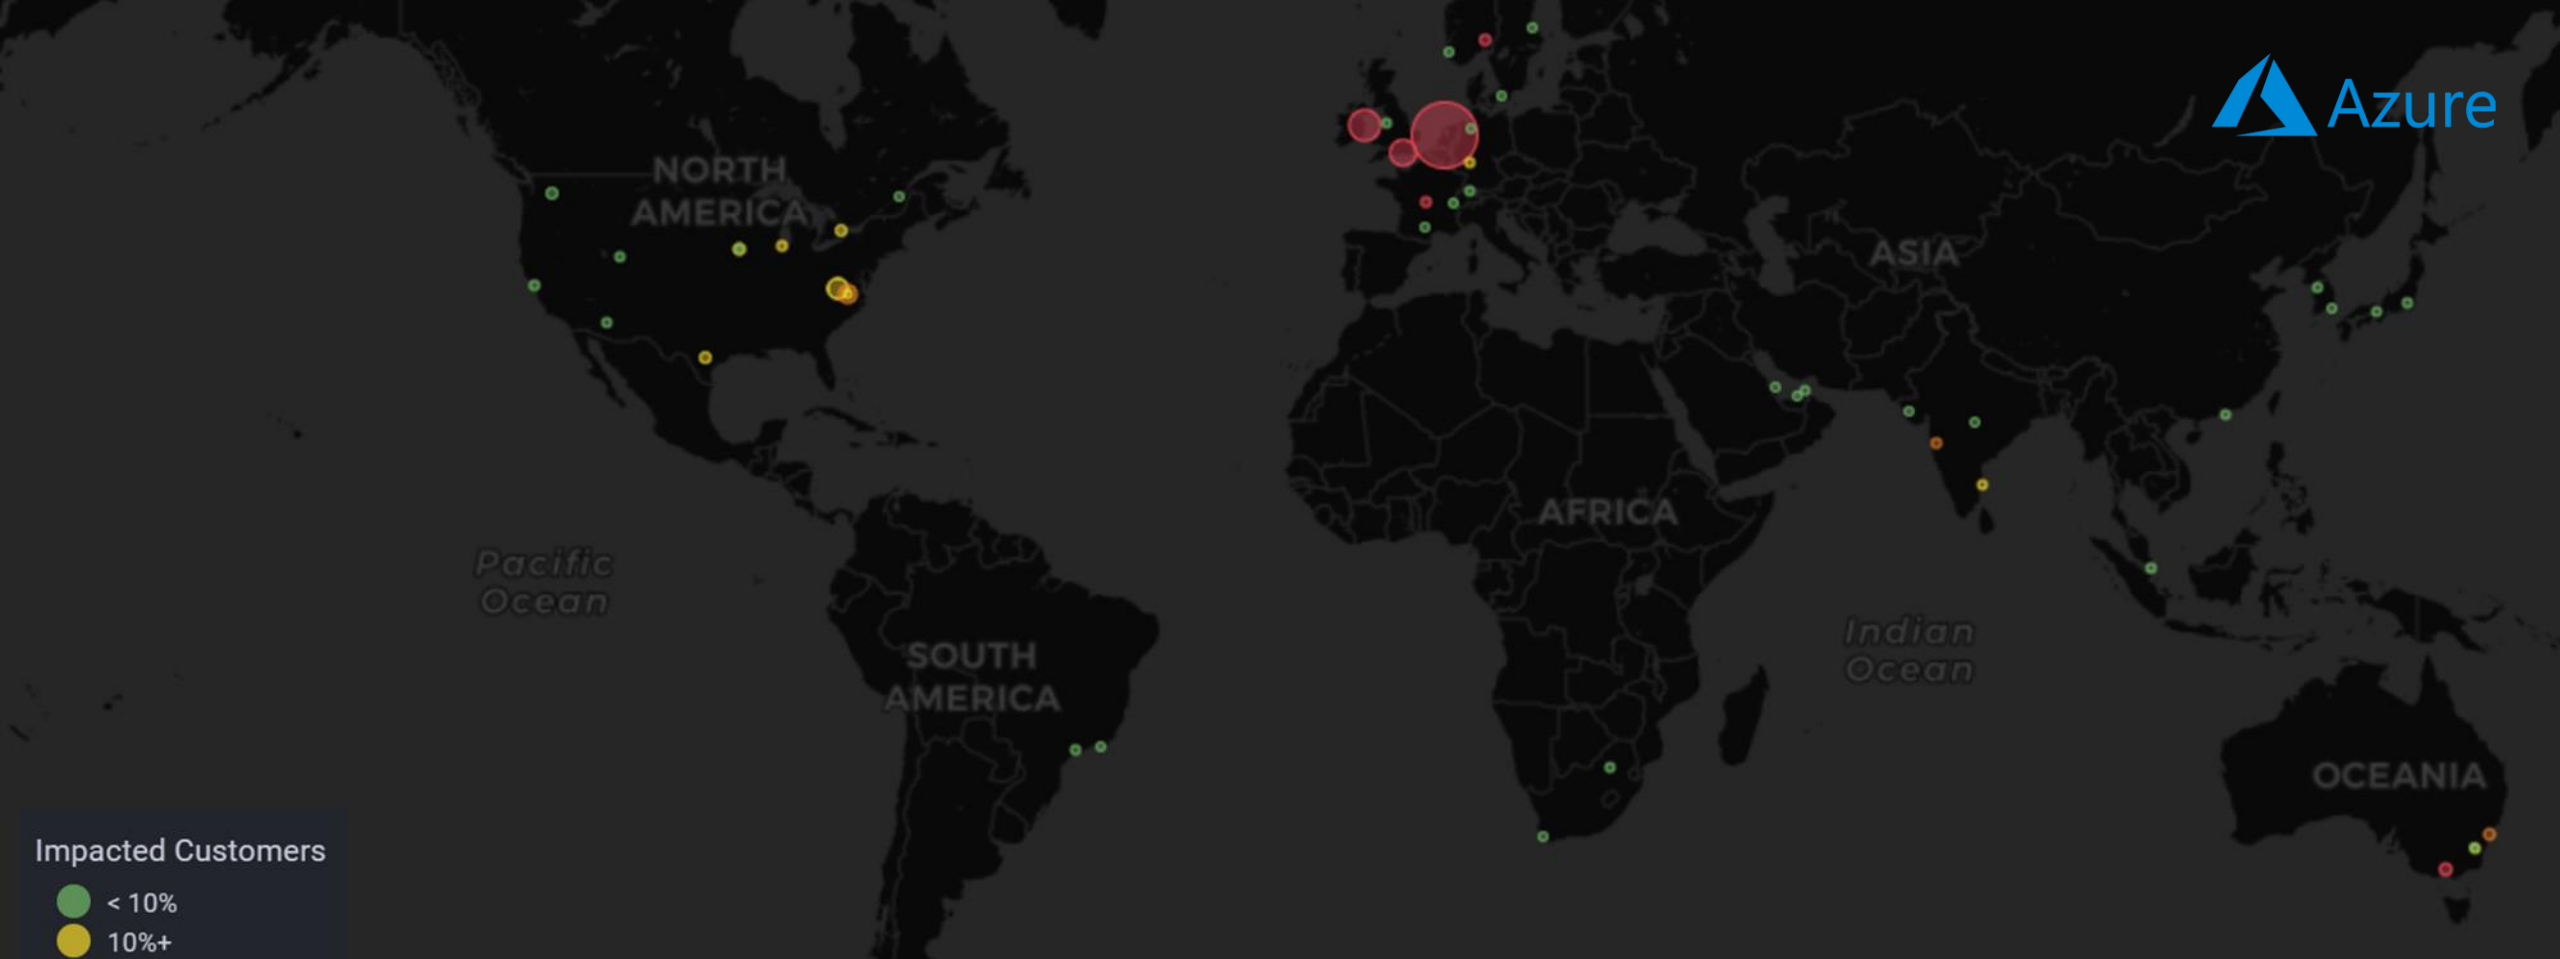 Azure
NORTH
AMERICA
ASIA
AFRICA
Pacific
Ocean
Indian
Ocean
SOUTH
AMERICA
OCEANIA
Impacted Customers
< 10%
10%+